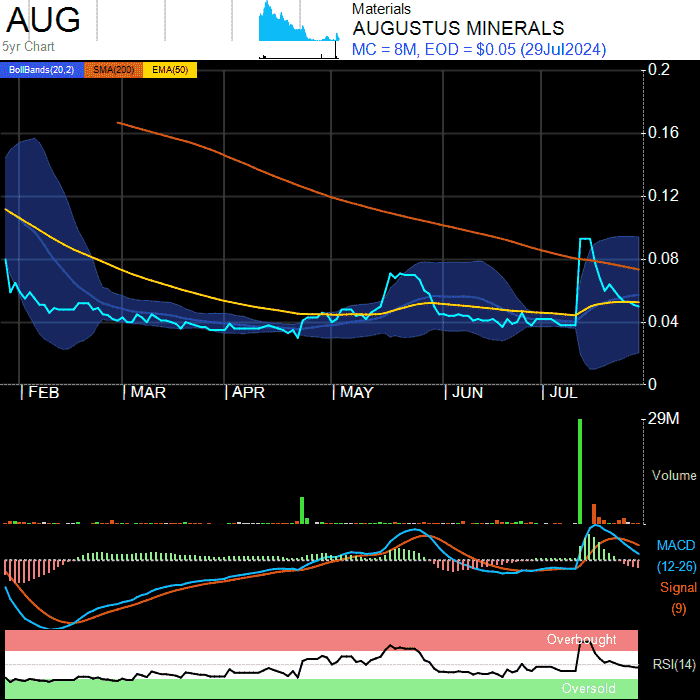 AUG
5yr Chart
Materials
AUGUSTUS MINERALS
MC = 8M, EOD = $0.05 (29Jul2024)
BollBands(20,2) SMA(200) EMA(50)
0.2
0.16
0.12
0.08
0.04
0
FEB MAR APR MAY JUN JUL
29M
Volume
MACD
(12-26)
Signal
(9)
Overbought
RSI(14)
Oversold